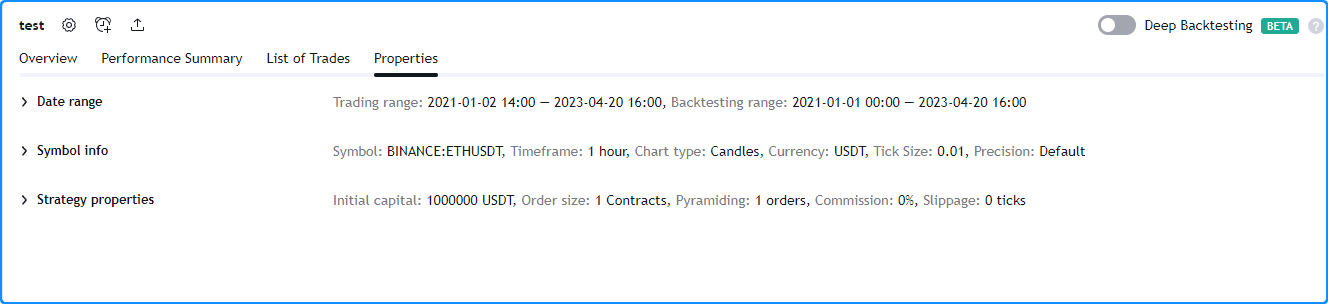 test Deep Backtesting BETA ?
Overview Performance Summary List of Trades Properties
Date range Trading range: 2021-01-02 14:00 — 2023-04-20 16:00, Backtesting range: 2021-01-01 00:00 — 2023-04-20 16:00
Symbol info Symbol: BINANCE:ETHUSDT, Timeframe: 1 hour, Chart type: Candles, Currency: USDT, Tick Size: 0.01, Precision: Default
Strategy properties Initial capital: 1000000 USDT, Order size: 1 Contracts, Pyramiding: 1 orders, Commission: 0%, Slippage: 0 ticks